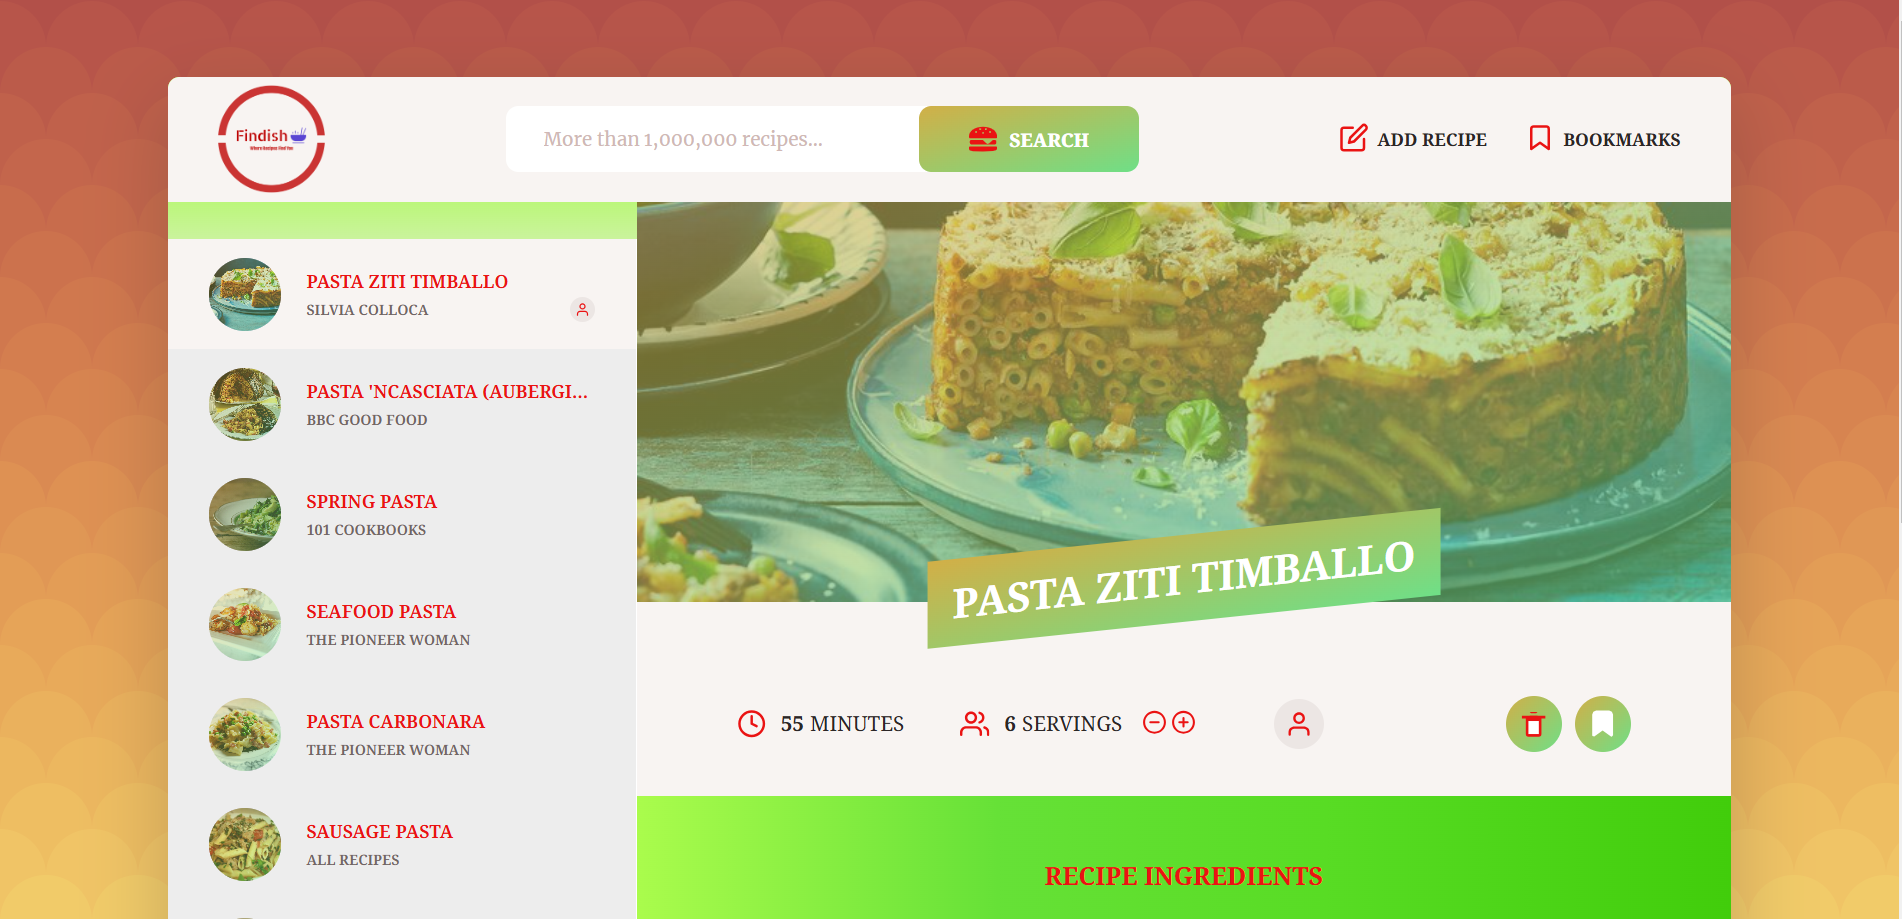 Findish
Where Recipes Find You
More than 1,000,000 recipes...
SEARCH
ADD RECIPE
BOOKMARKS
PASTA ZITI TIMBALLO
SILVIA COLLOCA
PASTA 'NCASCIATA (AUBERGI...
BBC GOOD FOOD
SPRING PASTA
101 COOKBOOKS
SEAFOOD PASTA
THE PIONEER WOMAN
PASTA CARBONARA
THE PIONEER WOMAN
SAUSAGE PASTA
ALL RECIPES
PASTA ZITI TIMBALLO
55 MINUTES
6 SERVINGS
RECIPE INGREDIENTS